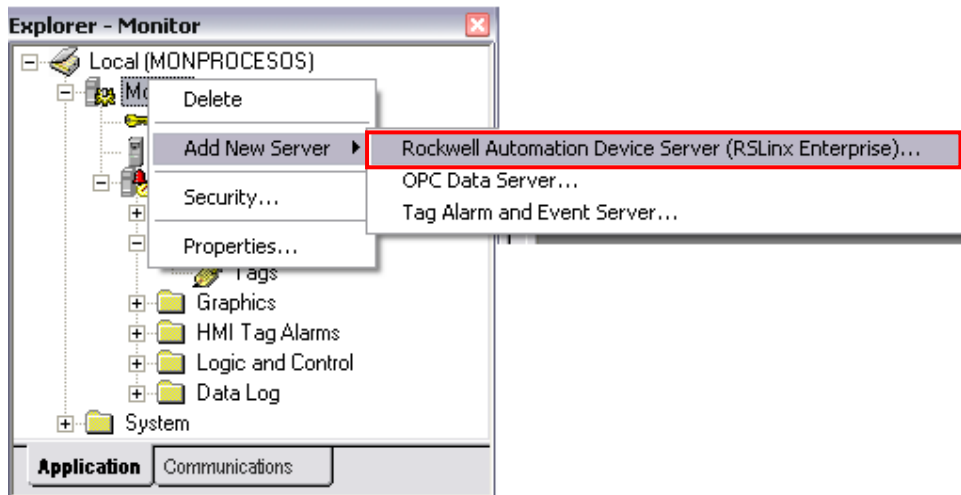 Explorer - Monitor
Local (MONPROCESOS)
Delete
Add New Server
Rockwell Automation Device Server (RSLinx Enterprise)...
OPC Data Server...
Security...
Tag Alarm and Event Server...
Properties...
Tags
Graphics
HMI Tag Alarms
Logic and Control
Data Log
System
Application Communications